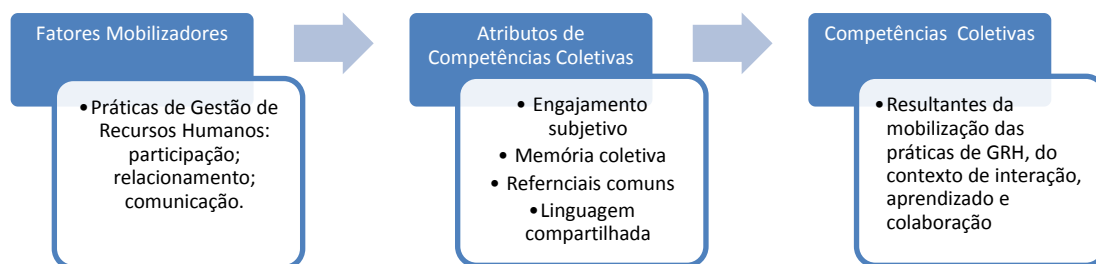 Fatores Mobilizadores
•Práticas de Gestão de
Recursos Humanos:
participação;
relacionamento;
comunicação.
Atributos de
Competências Coletivas
• Engajamento
subjetivo
• Memória coletiva
• Refernciais comuns
•Linguagem
compartilhada
Competências Coletivas
•Resultantes da
mobilização das
práticas de GRH, do
contexto de interação,
aprendizado e
colaboração